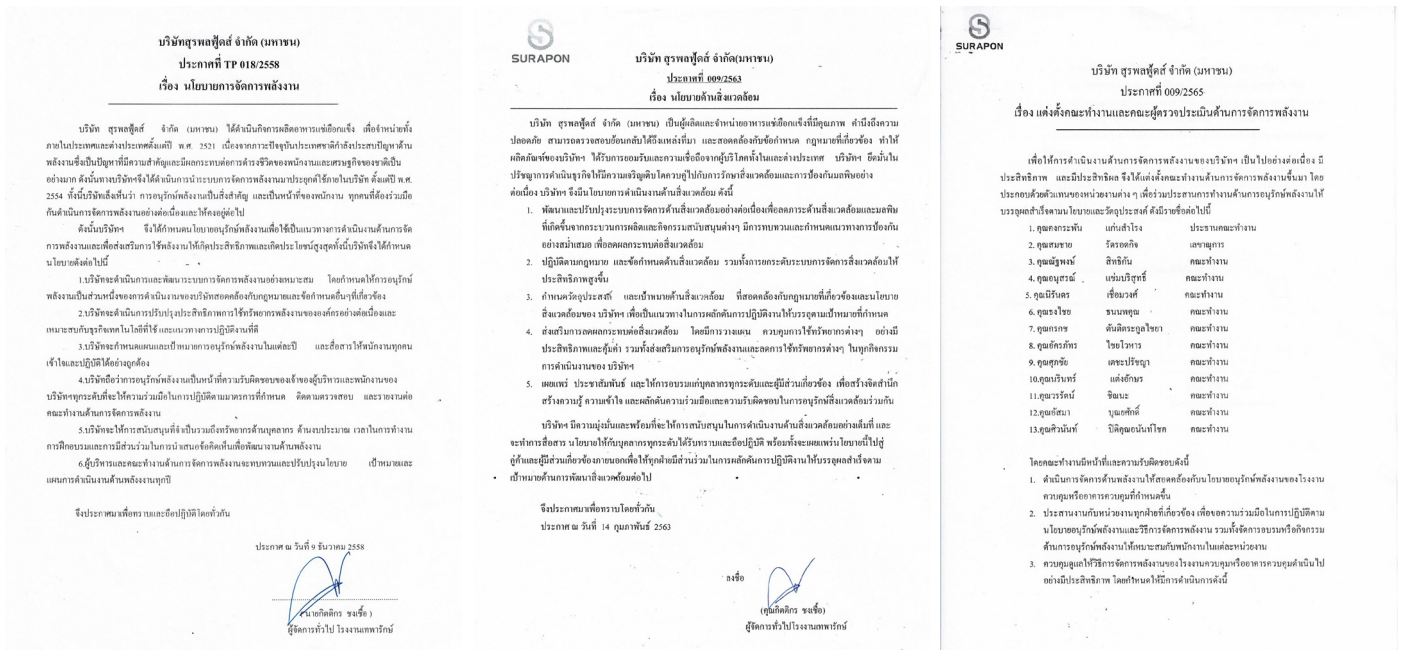 บริษัทสุรพลฟู้ดส์ จำกัด (มหาชน)
ประกาศที่ TP 018/2558
เรื่อง นโยบายการจัดการพลังงาน
บริษัท สุรพลฟู้ดส์ จำกัด (มหาชน) ได้ดำเนินกิจการผลิตอาหารแช่เยือกแข็ง เพื่อจำหน่ายทั้ง
ภายในประเทศและต่างประเทศตั้งแต่ปี พ.ศ. 2521 เนื่องจากภาวะปัจจุบันประเทศชาติกำลังประสบปัญหาด้าน
พลังงานซึ่งเป็นปัญหาที่มีความสำคัญและมีผลกระทบต่อการดำรงชีวิตของพนักงานและเศรษฐกิจของชาติเป็น
อย่างมาก ดังนั้นทางบริษัทฯจึงได้ดำเนินการนำระบบการจัดการพลังงานมาประยุกต์ใช้ภายในบริษัท ตั้งแต่ปี พ.ศ.
2554 ทั้งนี้บริษัทเล็งเห็นว่า การอนุรักษ์พลังงานเป็นสิ่งสำคัญ และเป็นหน้าที่ของพนักงาน ทุกคนที่ต้องร่วมมือ
กันดำเนินการจัดการพลังงานอย่างต่อเนื่องและให้คงอยู่ต่อไป
ดังนั้นบริษัทฯ จึงได้กำหนดนโยบายอนุรักษ์พลังงานเพื่อใช้เป็นแนวทางการดำเนินงานด้านการจัด
การพลังงานและเพื่อส่งเสริมการใช้พลังงานให้เกิดประสิทธิภาพและเกิดประโยชน์สูงสุดทั้งนี้บริษัทจึงได้กำหนด
นโยบายดังต่อไปนี้
1.บริษัทจะดำเนินการและพัฒนาระบบการจัดการพลังงานอย่างเหมาะสม โดยกำหนดให้การอนุรักษ์
พลังงานเป็นส่วนหนึ่งของการดำเนินงานของบริษัทสอดคล้องกับกฎหมายและข้อกำหนดอื่นๆที่เกี่ยวข้อง
2.บริษัทจะดำเนินการปรับปรุงประสิทธิภาพการใช้ทรัพยากรพลังงานขององค์กรอย่างต่อเนื่องและ
เหมาะสมกับธุรกิจเทคโนโลยีที่ใช้ และแนวทางการปฏิบัติงานที่ดี
3.บริษัทจะกำหนดแผนและเป้าหมายการอนุรักษ์พลังงานในแต่ละปี และสื่อสารให้พนักงานทุกคน
เข้าใจและปฏิบัติได้อย่างถูกต้อง
4.บริษัทถือว่าการอนุรักษ์พลังงานเป็นหน้าที่ความรับผิดชอบของเจ้าของผู้บริหารและพนักงานของ
บริษัทฯทุกระดับที่จะให้ความร่วมมือในการปฏิบัติตามมาตรการที่กำหนด ติดตามตรวจสอบ และรายงานต่อ
คณะทำงานด้านการจัดการพลังงาน
5.บริษัทจะให้การสนับสนุนที่จำเป็นรวมถึงทรัพยากรด้านบุคลากร ด้านงบประมาณ เวลาในการทำงาน
การฝึกอบรมและการมีส่วนร่วมในการนำเสนอข้อคิดเห็นเพื่อพัฒนางานด้านพลังงาน
6.ผู้บริหารและคณะทำงานด้านการจัดการพลังงานจะทบทวนและปรับปรุงนโยบาย เป้าหมายและ
แผนการดำเนินงานด้านพลังงงานทุกปี
จึงประกาศมาเพื่อทราบและถือปฏิบัติโดยทั่วกัน
ประกาศ ณ วันที่ 9 ธันวาคม 2558
( นายกิตติกร ชงเชื้อ )
ผู้จัดการทั่วไป โรงงานเทพารักษ์
SURAPON
บริษัท สุรพลฟู้ดส์ จำกัด(มหาชน)
ประกาศที่ 009/2563
เรื่อง นโยบายด้านสิ่งแวดล้อม
บริษัท สุรพลฟู้ดส์ จำกัด (มหาชน) เป็นผู้ผลิตและจำหน่ายอาหารแช่เยือกแข็งที่มีคุณภาพ คำนึงถึงความ
ปลอดภัย สามารถตรวจสอบย้อนกลับได้ถึงแหล่งที่มา และสอดคล้องกับข้อกำหนด กฎหมายที่เกี่ยวข้อง ทำให้
ผลิตภัณฑ์ของบริษัทฯ ได้รับการยอมรับและความเชื่อถือจากผู้บริโภคทั้งในและต่างประเทศ บริษัทฯ ยึดมั่นใน
ปรัชญาการดำเนินธุรกิจให้มีความเจริญเติบโตควบคู่ไปกับการรักษาสิ่งแวดล้อมและการป้องกันมลพิษอย่าง
ต่อเนื่อง บริษัทฯ จึงมีนโยบายการดำเนินงานด้านสิ่งแวดล้อม ดังนี้
1. พัฒนาและปรับปรุงระบบการจัดการด้านสิ่งแวดล้อมอย่างต่อเนื่องเพื่อลดภาระด้านสิ่งแวดล้อมและมลพิษ
ที่เกิดขึ้นจากกระบวนการผลิตและกิจกรรมสนับสนุนต่างๆ มีการทบทวนและกำหนดแนวทางการป้องกัน
อย่างสม่ำเสมอ เพื่อลดผลกระทบต่อสิ่งแวดล้อม
2. ปฏิบัติตามกฎหมาย และข้อกำหนดด้านสิ่งแวดล้อม รวมทั้งการยกระดับระบบการจัดการสิ่งแวดล้อมให้
ประสิทธิภาพสูงขึ้น
3. กำหนดวัตถุประสงค์ และเป้าหมายด้านสิ่งแวดล้อม ที่สอดคล้องกับกฎหมายที่เกี่ยวข้องและนโยบาย
สิ่งแวดล้อมของ บริษัทฯ เพื่อเป็นแนวทางในการผลักดันการปฏิบัติงานให้บรรลุตามเป้าหมายที่กำหนด
4. ส่งเสริมการลดผลกระทบต่อสิ่งแวดล้อม โดยมีการวางแผน ควบคุมการใช้ทรัพยากรต่างๆ อย่างมี
ประสิทธิภาพและคุ้มค่า รวมทั้งส่งเสริมการอนุรักษ์พลังงานและลดการใช้ทรัพยากรต่างๆ ในทุกกิจกรรม
การดำเนินงานของ บริษัทฯ
5. เผยแพร่ ประชาสัมพันธ์ และให้การอบรมแก่บุคลากรทุกระดับและผู้มีส่วนเกี่ยวข้อง เพื่อสร้างจิตสำนึก
สร้างความรู้ ความเข้าใจ และผลักดันความร่วมมือและความรับผิดชอบในการอนุรักษ์สิ่งแวดล้อมร่วมกัน
บริษัทฯ มีความมุ่งมั่นและพร้อมที่จะให้การสนับสนุนในการดำเนินงานด้านสิ่งแวดล้อมอย่างเต็มที่ และ
จะทำการสื่อสาร นโยบายให้กับบุคลากรทุกระดับได้รับทราบและถือปฏิบัติ พร้อมทั้งจะเผยแพร่นโยบายนี้ไปสู่
คู่ค้าและผู้มีส่วนเกี่ยวข้องภายนอกเพื่อให้ทุกฝ่ายมีส่วนร่วมในการผลักดันการปฏิบัติงานให้บรรลุผลสำเร็จตาม
เป้าหมายด้านการพัฒนาสิ่งแวดล้อมต่อไป
จึงประกาศมาเพื่อทราบโดยทั่วกัน
ประกาศ ณ วันที่ 14 กุมภาพันธ์ 2563
ลงชื่อ
(คุณกิตติกร ชงเชื้อ)
ผู้จัดการทั่วไปโรงงานเทพารักษ์
SURAPON
บริษัท สุรพลฟู้ดส์ จำกัด (มหาชน)
ประกาศที่ 009/2565
เรื่อง แต่งตั้งคณะทำงานและคณะผู้ตรวจประเมินด้านการจัดการพลังงาน
เพื่อให้การดำเนินงานด้านการจัดการพลังงานของบริษัทฯ เป็นไปอย่างต่อเนื่อง มี
ประสิทธิภาพ และมีประสิทธิผล จึงได้แต่งตั้งคณะทำงานด้านการจัดการพลังงานขึ้นมา โดย
ประกอบด้วยตัวแทนของหน่วยงานต่าง ๆ เพื่อร่วมประสานการทำงานด้านการอนุรักษ์พลังงานให้
บรรลุผลสำเร็จตามนโยบายและวัตถุประสงค์ ดังมีรายชื่อต่อไปนี้
1. คุณคงกระพัน แก่นสำโรง ประธานคณะทำงาน
2. คุณสมชาย รัดรอดกิจ เลขานุการ
3. คุณณัฐพงษ์ สิทธิกัน คณะทำงาน
4. คุณอนุสรณ์ แช่มบริสุทธิ์ คณะทำงาน
5. คุณนิรันดร เชื่อมวงศ์ คณะทำงาน
6. คุณธงไชย ธนนพคุณ คณะทำงาน
7. คุณกรกช ตันติตระกูลไชยา คณะทำงาน
8. คุณอัครภัทร ไชยโวหาร คณะทำงาน
9. คุณศุภชัย เดชะปรัชญา คณะทำงาน
10.คุณบรินทร์ แต่งอักษร คณะทำงาน
11.คุณวรรัตน์ ชิณนะ คณะทำงาน
12.คุณอัสมา บุณยศักดิ์ คณะทำงาน
13.คุณศิวนันท์ ปิติคุณอนันท์โชค คณะทำงาน
โดยคณะทำงานมีหน้าที่และความรับผิดชอบดังนี้
1. ดำเนินการจัดการด้านพลังงานให้สอดคล้องกับนโยบายอนุรักษ์พลังงานของโรงงาน
ควบคุมหรืออาคารควบคุมที่กำหนดขึ้น
2. ประสานงานกับหน่วยงานทุกฝ่ายที่เกี่ยวข้อง เพื่อขอความร่วมมือในการปฏิบัติตาม
นโยบายอนุรักษ์พลังงานและวิธีการจัดการพลังงาน รวมทั้งจัดการอบรมหรือกิจกรรม
ด้านการอนุรักษ์พลังงานให้เหมาะสมกับพนักงานในแต่ละหน่วยงาน
3. ควบคุมดูแลให้วิธีการจัดการพลังงานของโรงงานควบคุมหรืออาคารควบคุมดำเนินไป
อย่างมีประสิทธิภาพ โดยกำหนดให้มีการดำเนินการดังนี้